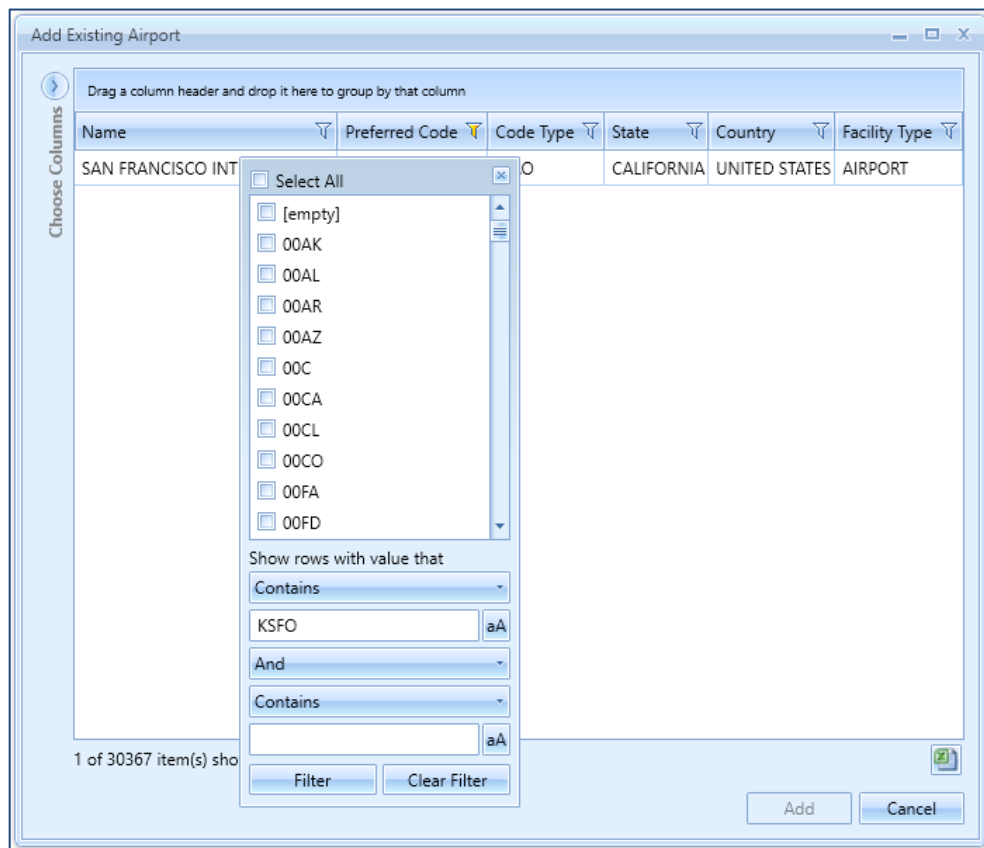 Add Existing Airport
Choose Columns
Drag a column header and drop it here to group by that column
Name Preferred Code Code Type State Country Facility Type
SAN FRANCISCO INT O CALIFORNIA UNITED STATES AIRPORT
Select All
[empty]
00AK
00AL
00AR
00AZ
00C
00CA
00CL
00CO
00FA
00FD
Show rows with value that
Contains
KSFO aA
And
Contains
aA
Filter Clear Filter
1 of 30367 item(s) sho
Add Cancel